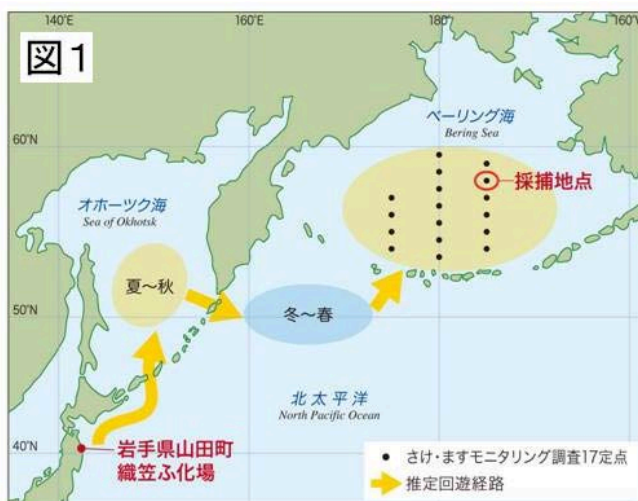 140°E 160°E 180° 160°W
図1
60°N
ベーリング海
Bering Sea
採捕地点
オホーツク海
Sea of Okhotsk
夏〜秋
50°N
冬〜春
北太平洋
North Pacific Ocean
40°N
岩手県山田町
織笠ふ化場
• さけ・ますモニタリング調査17定点
推定回遊経路